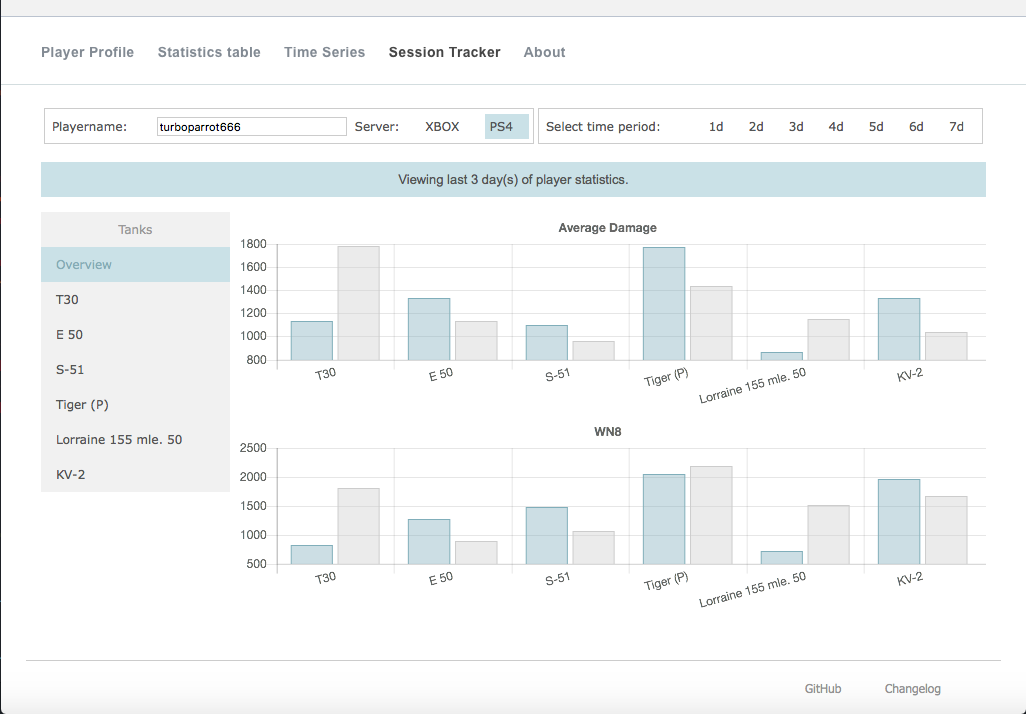 Player Profile Statistics table Time Series Session Tracker About
Playername: turboparrot666 Server: XBOX PS4 Select time period: 1d 2d 3d 4d 5d 6d 7d
Viewing last 3 day(s) of player statistics.
Tanks
Overview
T30
E 50
S-51
Tiger (P)
Lorraine 155 mle. 50
KV-2
Average Damage
1800
1600
1400
1200
1000
800
T30 E 50 S-51 Tiger (P) Lorraine 155 mle. 50 KV-2
WN8
2500
2000
1500
1000
500
T30 E 50 S-51 Tiger (P) Lorraine 155 mle. 50 KV-2
GitHub Changelog